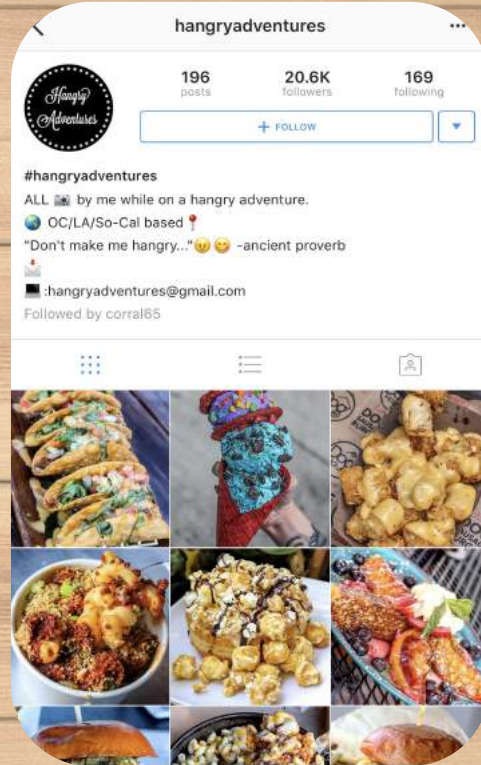 hangryadventures
Hangry
Adventures
196 20.6K 169
posts followers following
+ FOLLOW
#hangryadventures
ALL 📷 by me while on a hangry adventure.
🌎 OC/LA/So-Cal based📍
"Don't make me hangry..."😠😋 -ancient proverb
📩
💻:hangryadventures@gmail.com
Followed by corral65